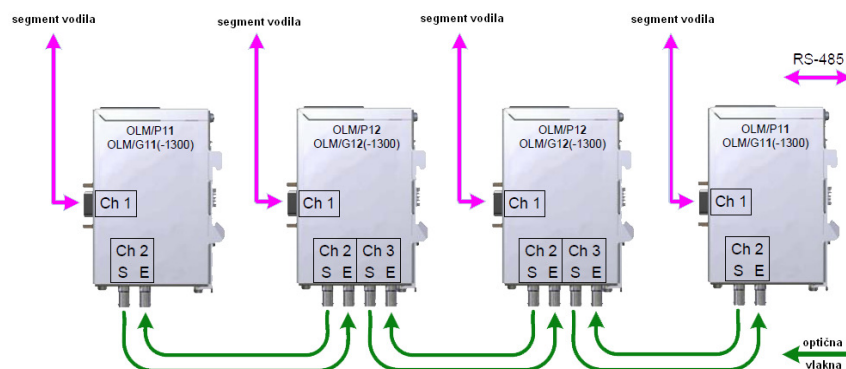 segment vodila
segment vodila
segment vodila
segment vodila
RS-485
OLM/P11
OLM/G11(-1300)
OLM/P12
OLM/G12(-1300)
OLM/P12
OLM/G12(-1300)
OLM/P11
OLM/G11(-1300)
Ch 1
Ch 1
Ch 1
Ch 1
Ch 2
S E
Ch 2 Ch 3
S E S E
Ch 2 Ch 3
S E S E
Ch 2
S E
optična
vlakna